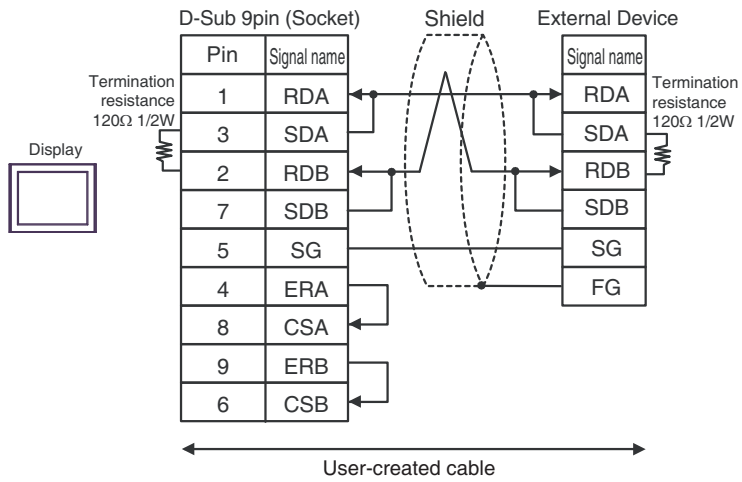 D-Sub 9pin (Socket)
Shield
External Device
Pin Signal name
Signal name
Termination
resistance
120Ω 1/2W
Display
1 RDA
3 SDA
2 RDB
7 SDB
5 SG
4 ERA
8 CSA
9 ERB
6 CSB
RDA
SDA
RDB
SDB
SG
FG
Termination
resistance
120Ω 1/2W
User-created cable